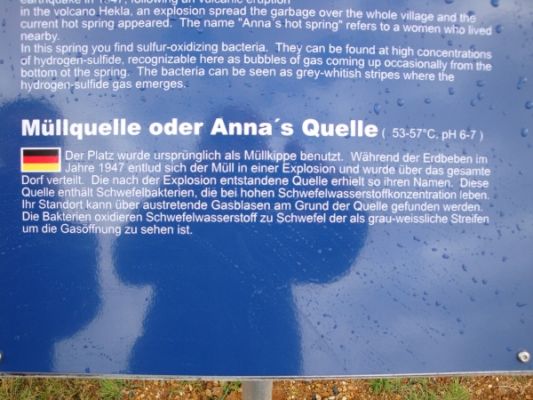 earthquake in 1947, following an volcanic eruption
in the volcano Hekla, an explosion spread the garbage over the whole village and the
current hot spring appeared. The name "Anna´s hot spring" refers to a women who lived
nearby.
In this spring you find sulfur-oxidizing bacteria. They can be found at high concentrations
of hydrogen-sulfide, recognizable here as bubbles of gas coming up occasionally from the
bottom ot the spring. The bacteria can be seen as grey-whitish stripes where the
hydrogen-sulfide gas emerges.
Müllquelle oder Anna´s Quelle ( 53-57°C, pH 6-7 )
Der Platz wurde ursprünglich als Müllkippe benutzt. Während der Erdbeben im
Jahre 1947 entlud sich der Müll in einer Explosion und wurde über das gesamte
Dorf verteilt. Die nach der Explosion entstandene Quelle erhielt so ihren Namen. Diese
Quelle enthält Schwefelbakterien, die bei hohen Schwefelwasserstoffkonzentration leben.
Ihr Standort kann über austretende Gasblasen am Grund der Quelle gefunden werden.
Die Bakterien oxidieren Schwefelwasserstoff zu Schwefel der als grau-weissliche Streifen
um die Gasöffnung zu sehen ist.